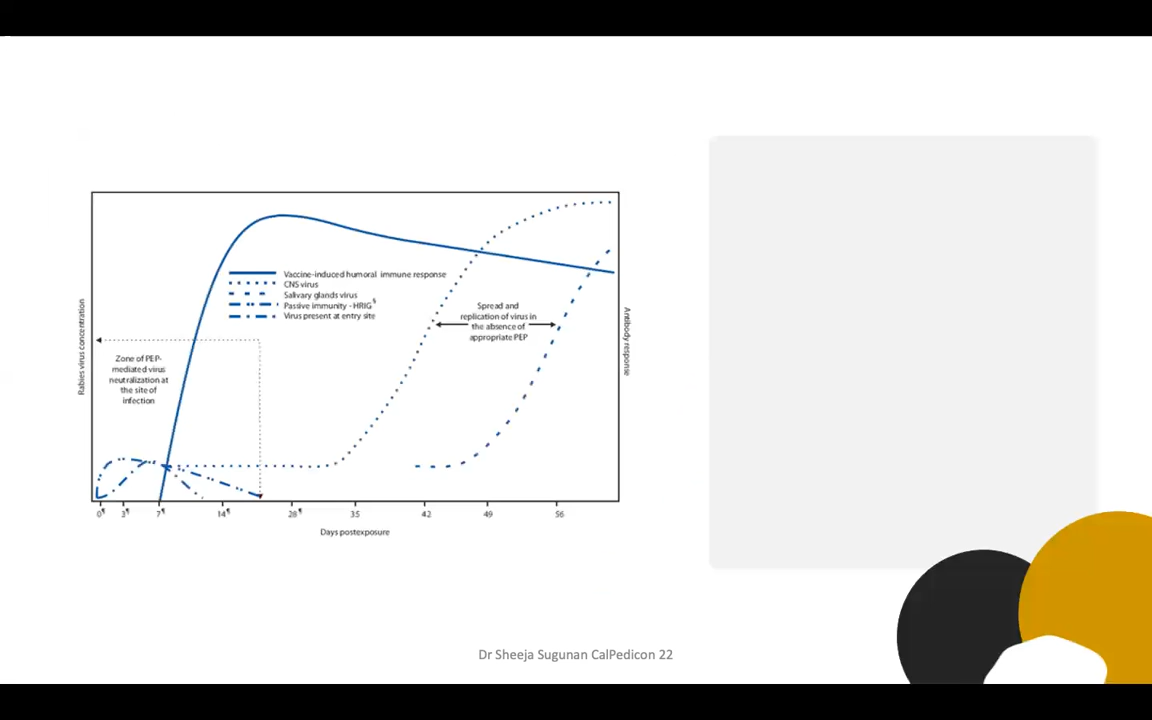 Vaccine-induced humoral immune response
CNS virus
Salivary glands virus
Passive immunity - HRIG§
Virus present at entry site
Spread and
replication of virus in
the absence of
appropriate PEP
Zone of PEP-
mediated virus
neutralization at
the site of
infection
Rabies virus concentration
Antibody response
0¶ 3¶ 7¶ 14¶ 28¶ 35 42 49 56
Days postexposure
Dr Sheeja Sugunan CalPedicon 22